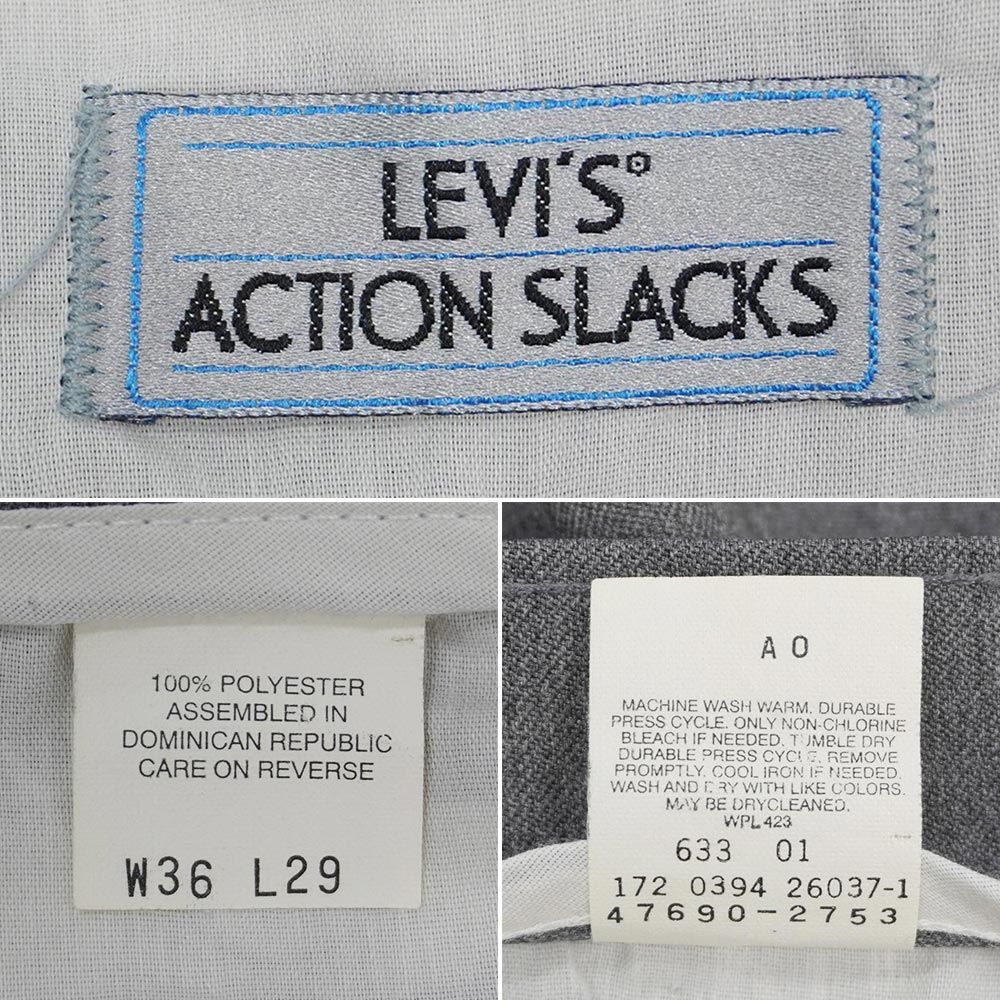 LEVI'S®
ACTION SLACKS
100% POLYESTER
ASSEMBLED IN
DOMINICAN REPUBLIC
CARE ON REVERSE
W36 L29
A0
MACHINE WASH WARM. DURABLE
PRESS CYCLE. ONLY NON-CHLORINE
BLEACH IF NEEDED. TUMBLE DRY
DURABLE PRESS CYCLE, REMOVE
PROMPTLY. COOL IRON IF NEEDED.
WASH AND DRY WITH LIKE COLORS.
MAY BE DRYCLEANED.
WPL 423
633 01
172 0394 26037-1
47690-2753